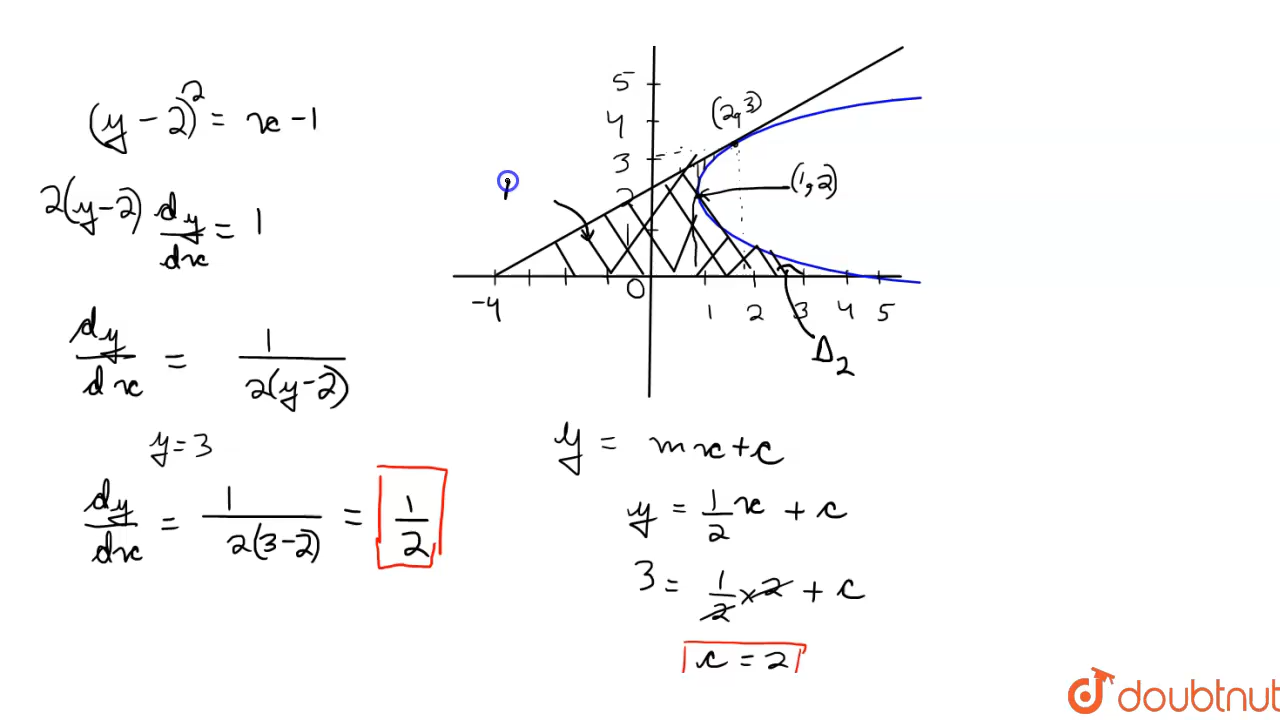 (y - 2)² = x - 1
2(y-2) dy/dx = 1
dy/dx = 1/2(y-2)
y = 3
dy/dx = 1/2(3-2) = 1/2
5
4
3
2
1
(2,3)
(1,2)
-4
0
1 2 3 4 5
Δ2
y = mx + c
y = 1/2 x + c
3 = 1/2 × 2 + c
c = 2
doubtnut